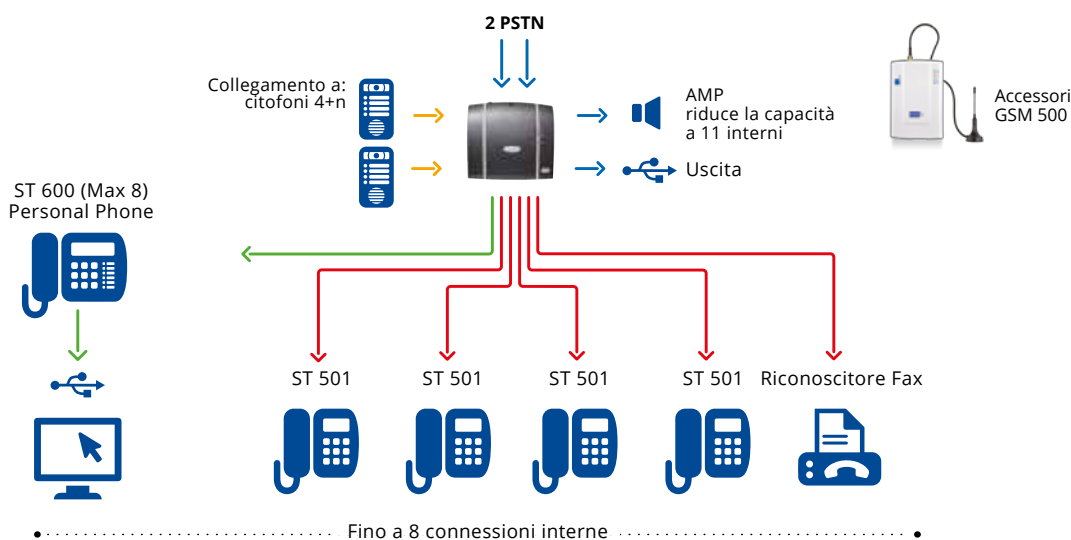 2 PSTN
Collegamento a:
citofoni 4+n
AMP
riduce la capacità
a 11 interni
Uscita
Accessori
GSM 500
ST 600 (Max 8)
Personal Phone
ST 501
ST 501
ST 501
ST 501
Riconoscitore Fax
Fino a 8 connessioni interne